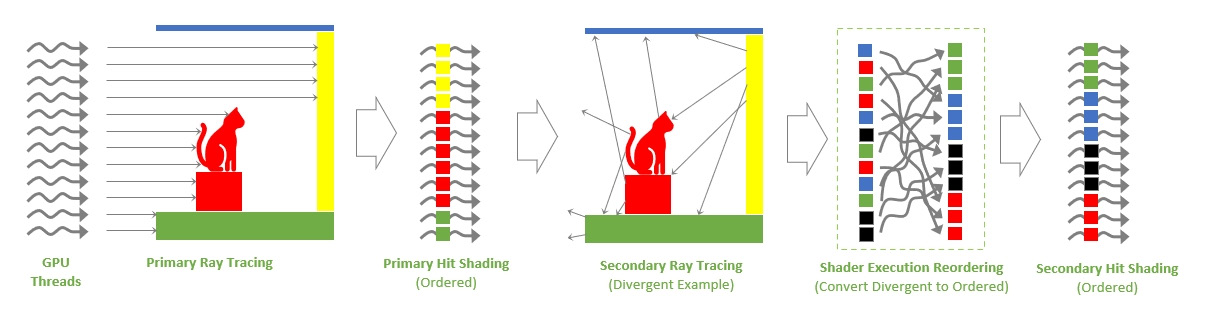 GPU
Threads
Primary Ray Tracing
Primary Hit Shading
(Ordered)
Secondary Ray Tracing
(Divergent Example)
Shader Execution Reordering
(Convert Divergent to Ordered)
Secondary Hit Shading
(Ordered)